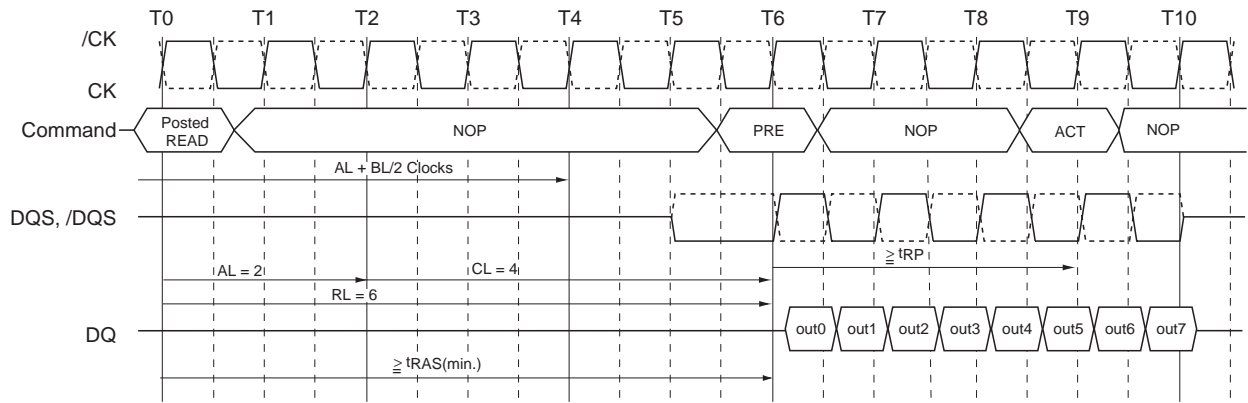 T0 T1 T2 T3 T4 T5 T6 T7 T8 T9 T10
/CK
CK
Command
Posted
READ
NOP
PRE
NOP
ACT
NOP
AL + BL/2 Clocks
DQS, /DQS
≧ tRP
AL = 2
CL = 4
RL = 6
DQ
out0 out1 out2 out3 out4 out5 out6 out7
≧ tRAS(min.)